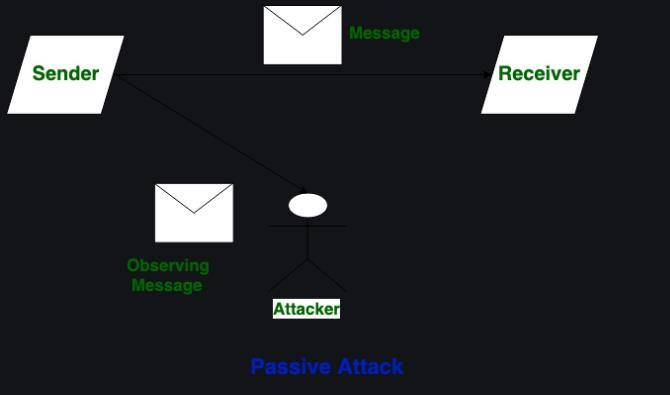 Message
Sender
Receiver
Observing
Message
Attacker
Passive Attack